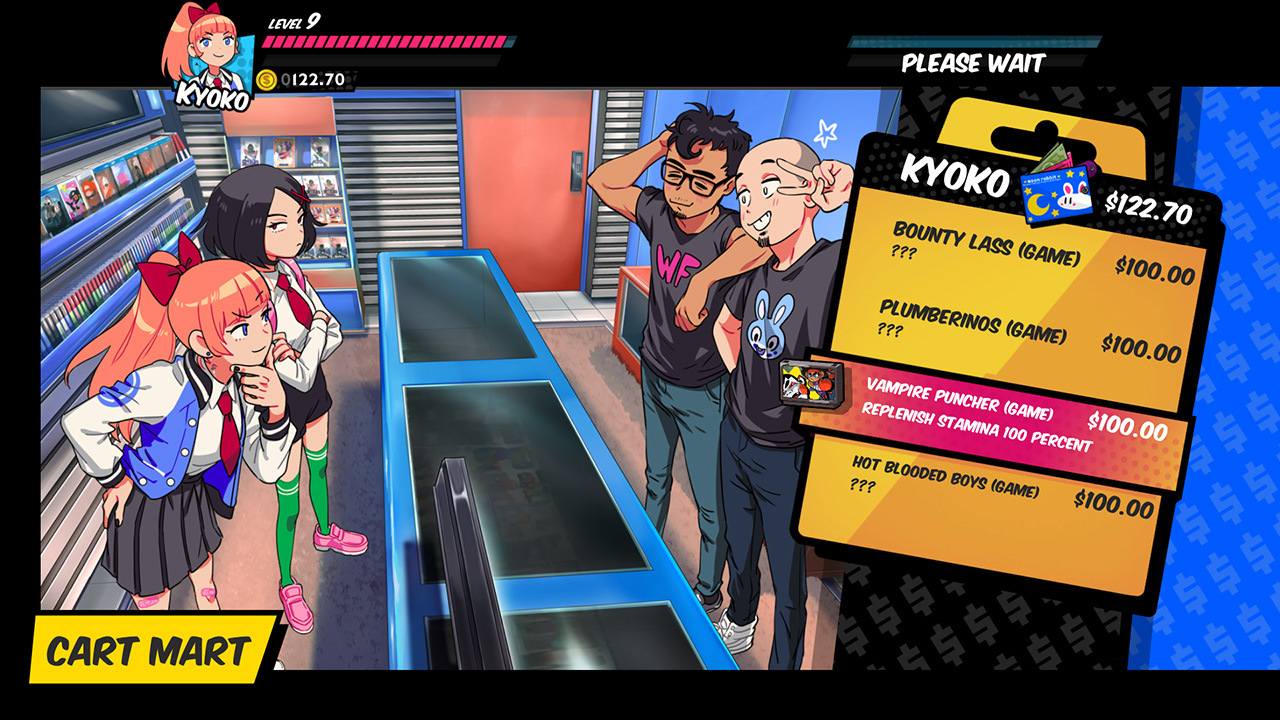 LEVEL 9
0122.70
KYOKO
PLEASE WAIT
KYOKO
$122.70
BOUNTY LASS (GAME)
$100.00
???
PLUMBERINOS (GAME)
$100.00
???
VAMPIRE PUNCHER (GAME)
$100.00
REPLENISH STAMINA 100 PERCENT
HOT BLOODED BOYS (GAME)
$100.00
???
WF
CART MART